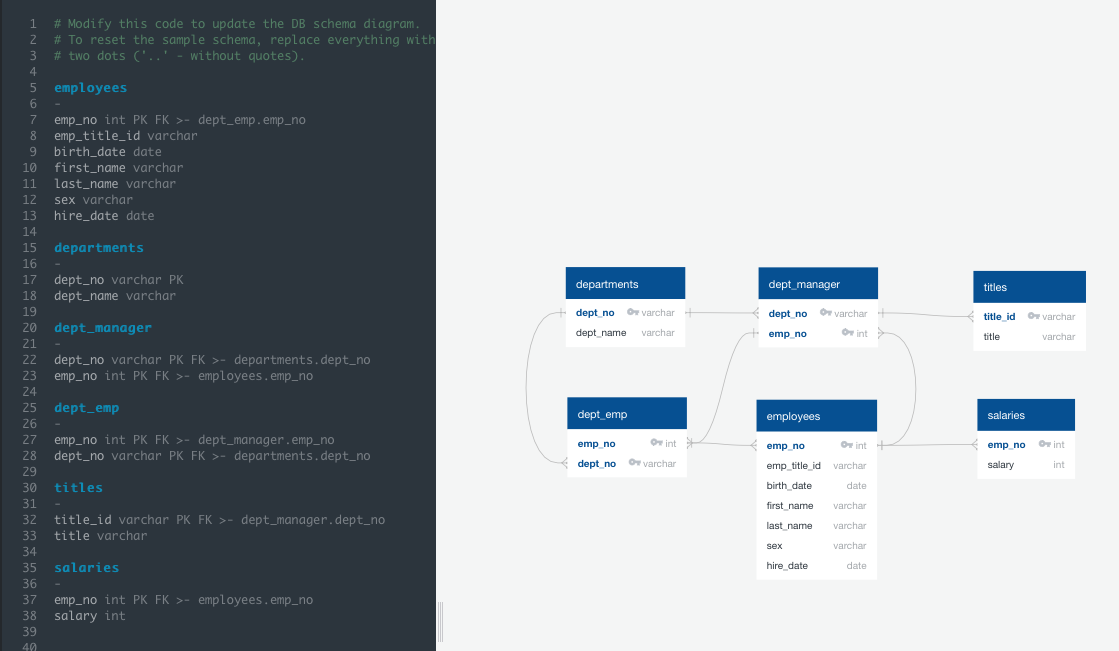 1 # Modify this code to update the DB schema diagram.
2 # To reset the sample schema, replace everything with
3 # two dots ('..' - without quotes).
4
5 employees
6 -
7 emp_no int PK FK >- dept_emp.emp_no
8 emp_title_id varchar
9 birth_date date
10 first_name varchar
11 last_name varchar
12 sex varchar
13 hire_date date
14
15 departments
16 -
17 dept_no varchar PK
18 dept_name varchar
19
20 dept_manager
21 -
22 dept_no varchar PK FK >- departments.dept_no
23 emp_no int PK FK >- employees.emp_no
24
25 dept_emp
26 -
27 emp_no int PK FK >- dept_manager.emp_no
28 dept_no varchar PK FK >- departments.dept_no
29
30 titles
31 -
32 title_id varchar PK FK >- dept_manager.dept_no
33 title varchar
34
35 salaries
36 -
37 emp_no int PK FK >- employees.emp_no
38 salary int
39
40
departments
dept_no varchar
dept_name varchar
dept_manager
dept_no varchar
emp_no int
titles
title_id varchar
title varchar
dept_emp
emp_no int
dept_no varchar
employees
emp_no int
emp_title_id varchar
birth_date date
first_name varchar
last_name varchar
sex varchar
hire_date date
salaries
emp_no int
salary int